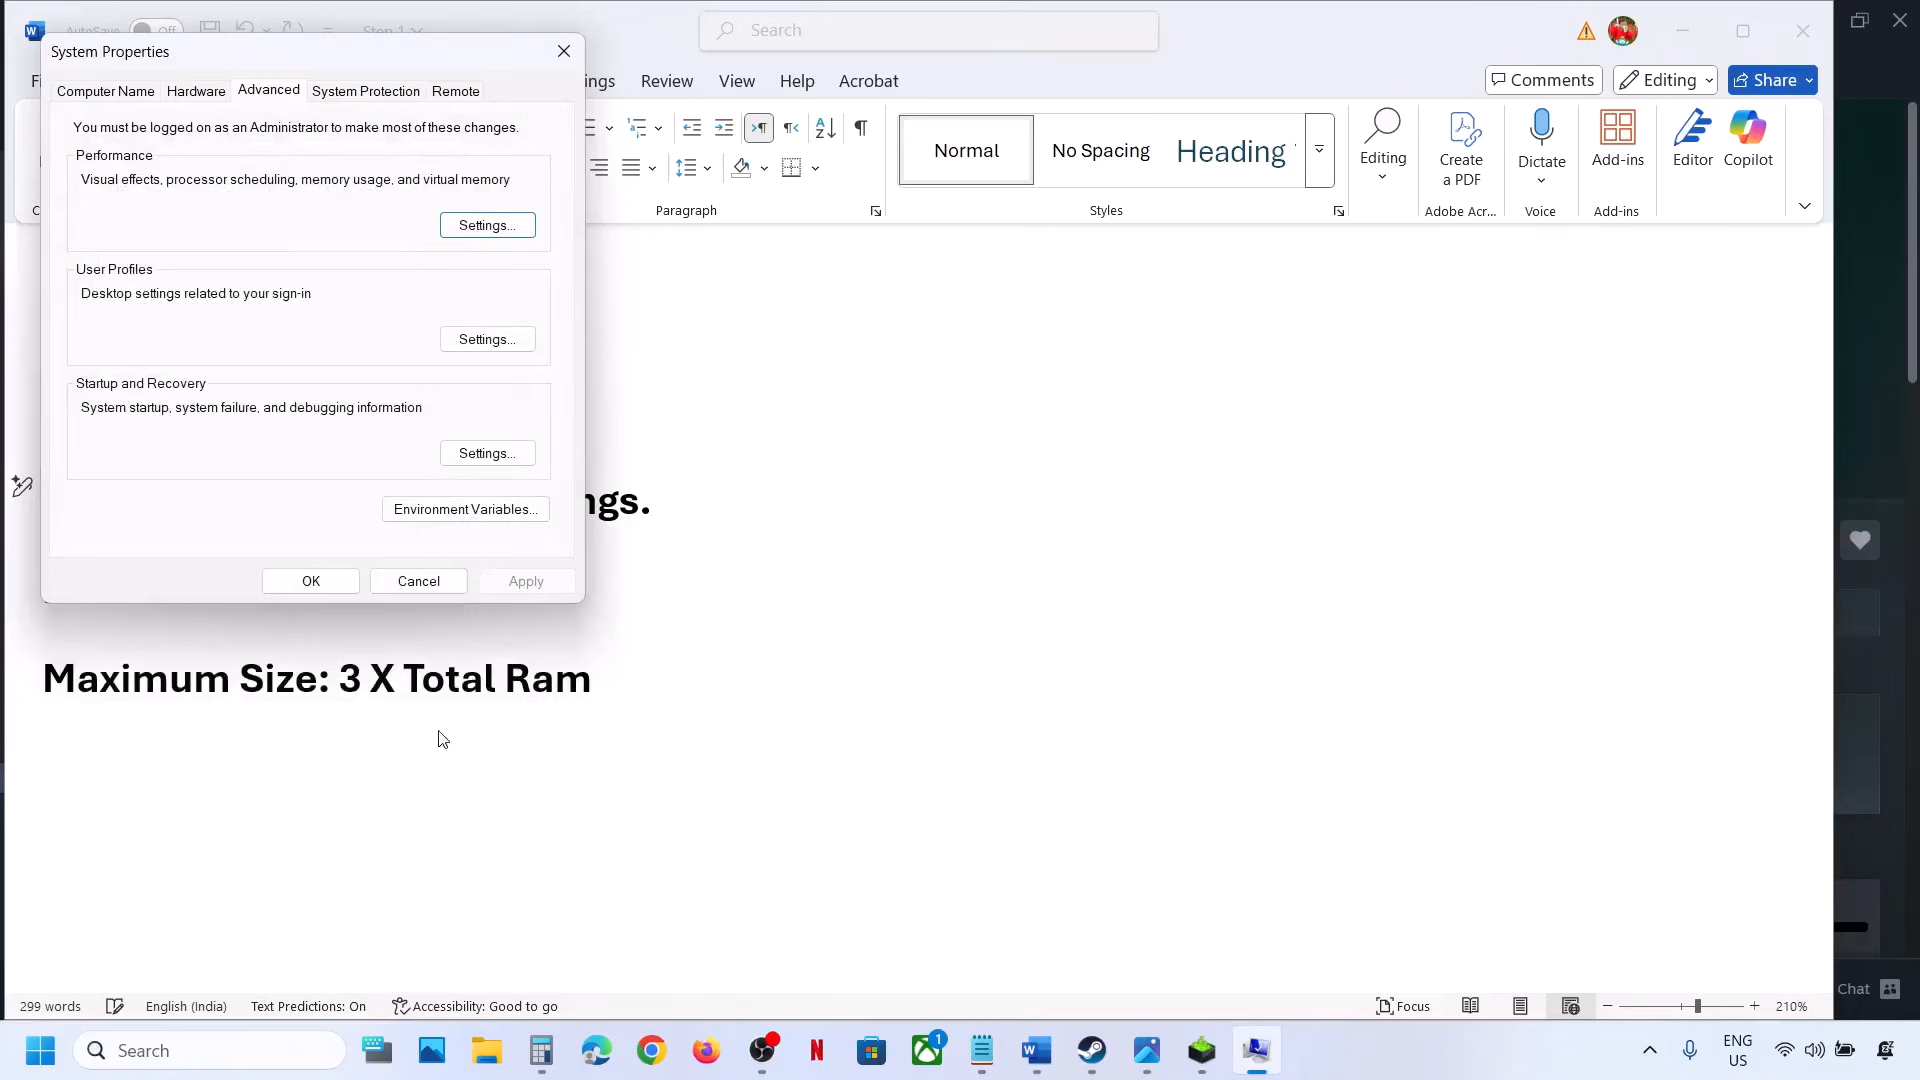 AutoSave Off Step 1
Search
System Properties
ngs Review View Help Acrobat
Comments Editing Share
Computer Name Hardware Advanced System Protection Remote
You must be logged on as an Administrator to make most of these changes.
Performance
Visual effects, processor scheduling, memory usage, and virtual memory
Settings...
User Profiles
Desktop settings related to your sign-in
Settings...
Startup and Recovery
System startup, system failure, and debugging information
Settings...
Environment Variables...
OK Cancel Apply
Normal No Spacing Heading
Editing
Create
a PDF
Dictate
Add-ins
Editor
Copilot
Paragraph
Styles
Adobe Acr...
Voice
Add-ins
ngs.
Maximum Size: 3 X Total Ram
299 words English (India) Text Predictions: On Accessibility: Good to go
Focus
210%
Chat
Search
1
ENG
US